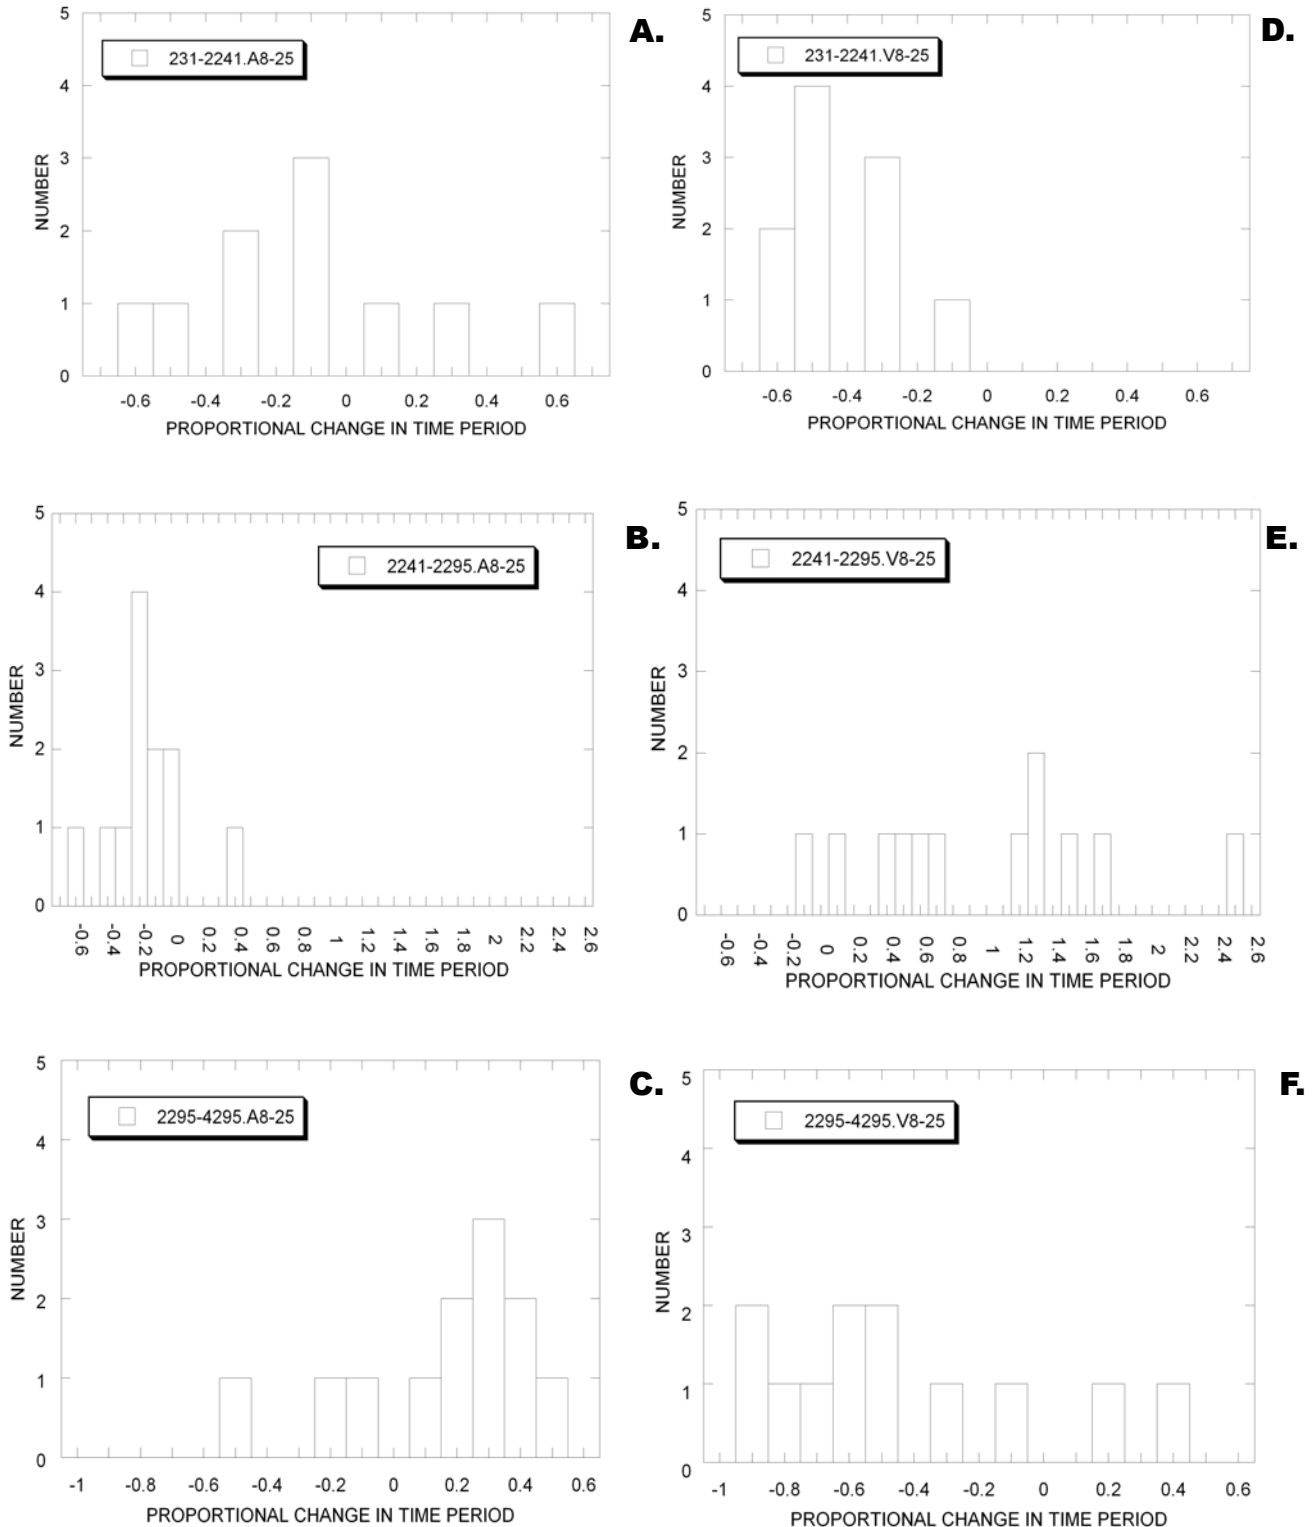 A.
231-2241.A8-25
5
4
3
2
1
0
NUMBER
-0.6 -0.4 -0.2 0 0.2 0.4 0.6
PROPORTIONAL CHANGE IN TIME PERIOD
D.
231-2241.V8-25
5
4
3
2
1
0
NUMBER
-0.6 -0.4 -0.2 0 0.2 0.4 0.6
PROPORTIONAL CHANGE IN TIME PERIOD
B.
2241-2295.A8-25
5
4
3
2
1
0
NUMBER
-0.6 -0.4 -0.2 0 0.2 0.4 0.6 0.8 1 1.2 1.4 1.6 1.8 2 2.2 2.4 2.6
PROPORTIONAL CHANGE IN TIME PERIOD
E.
2241-2295.V8-25
5
4
3
2
1
0
NUMBER
-0.6 -0.4 -0.2 0 0.2 0.4 0.6 0.8 1 1.2 1.4 1.6 1.8 2 2.2 2.4 2.6
PROPORTIONAL CHANGE IN TIME PERIOD
C.
2295-4295.A8-25
5
4
3
2
1
0
NUMBER
-1 -0.8 -0.6 -0.4 -0.2 0 0.2 0.4 0.6
PROPORTIONAL CHANGE IN TIME PERIOD
F.
2295-4295.V8-25
5
4
3
2
1
0
NUMBER
-1 -0.8 -0.6 -0.4 -0.2 0 0.2 0.4 0.6
PROPORTIONAL CHANGE IN TIME PERIOD